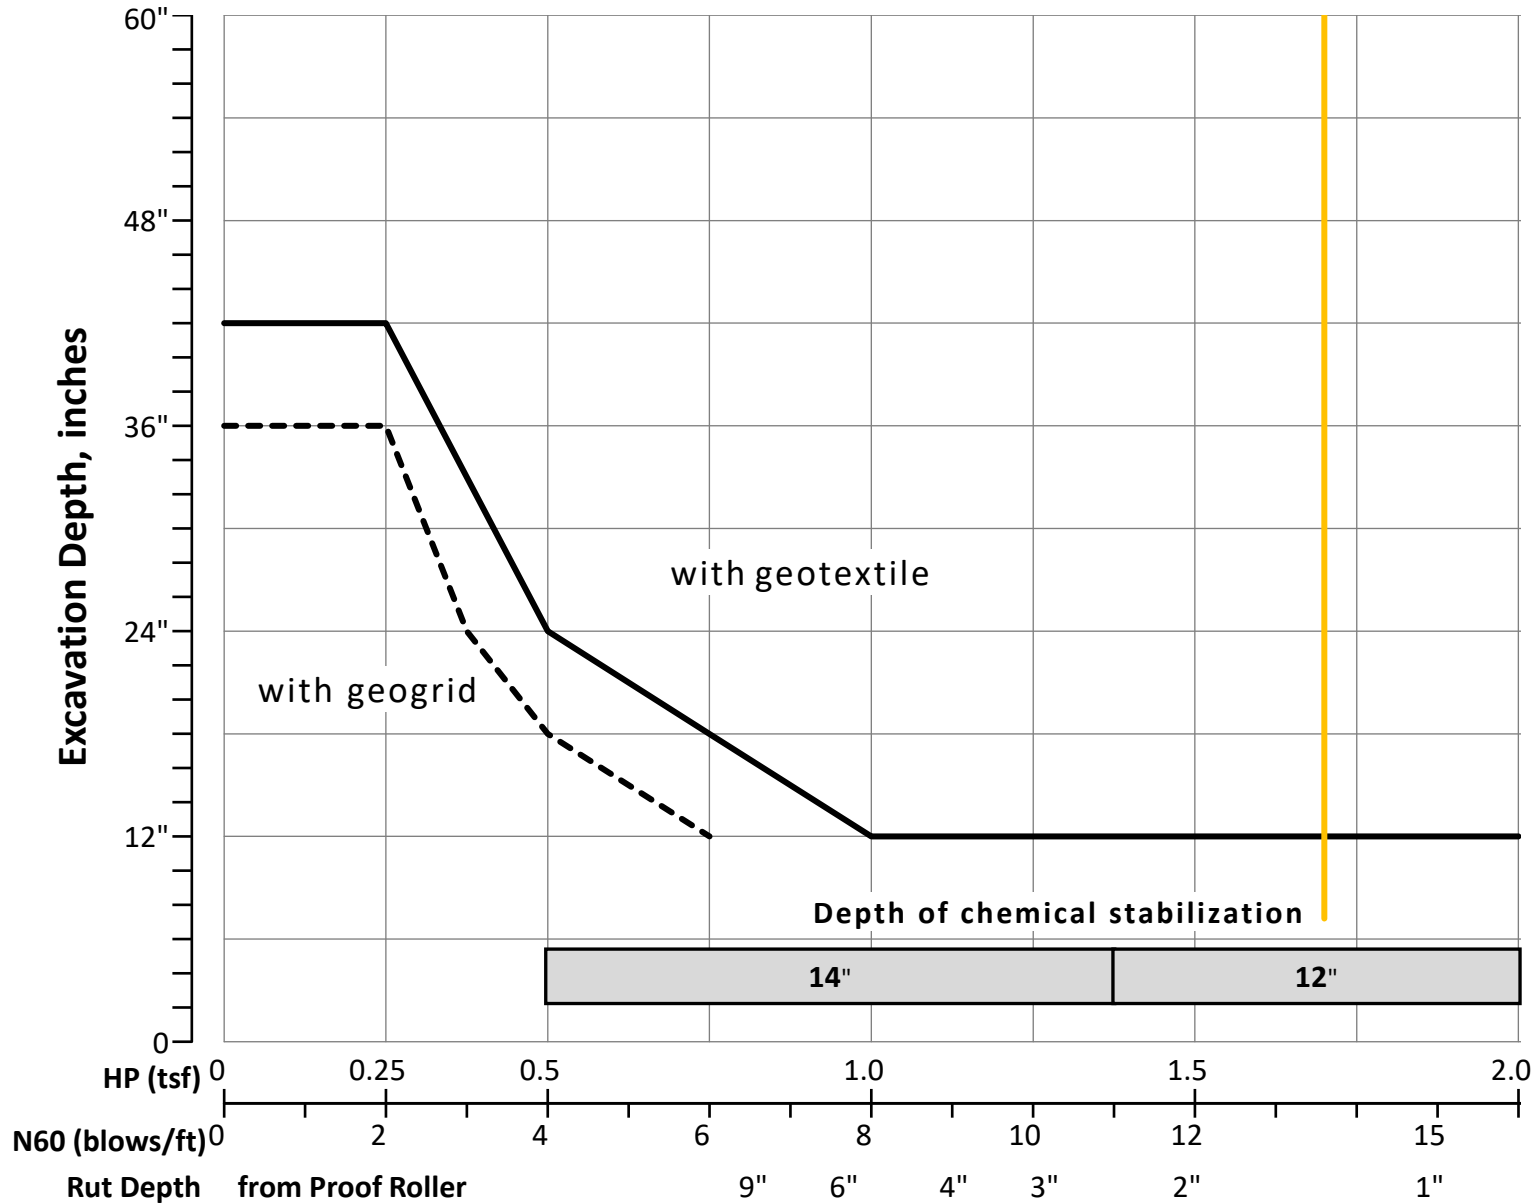 60"
48"
36"
24"
12"
0
Excavation Depth, inches
with geotextile
with geogrid
Depth of chemical stabilization
14" 12"
HP (tsf) 0 0.25 0.5 1.0 1.5 2.0
N60 (blows/ft) 0 2 4 6 8 10 12 15
Rut Depth from Proof Roller 9" 6" 4" 3" 2" 1"